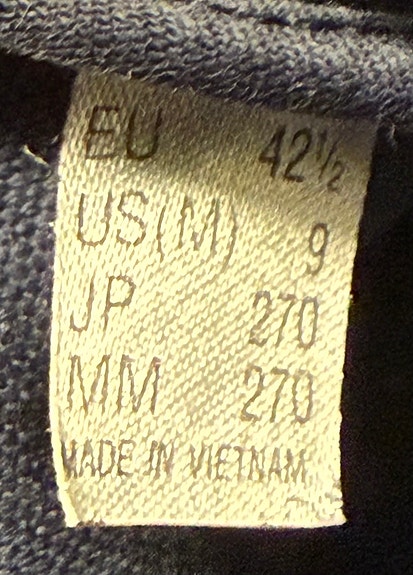 EU 42½
US(M) 9
JP 270
MM 270
MADE IN VIETNAM